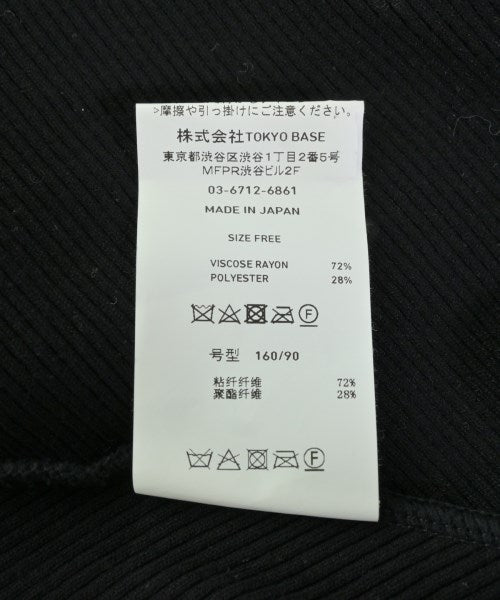 ▷摩擦や引っ掛けにご注意ください。
株式会社TOKYO BASE
東京都渋谷区渋谷1丁目2番5号
MFPR渋谷ビル2F
03-6712-6861
MADE IN JAPAN
SIZE FREE
VISCOSE RAYON 72%
POLYESTER 28%
F
号型 160/90
粘纤纤维 72%
聚酯纤维 28%
F